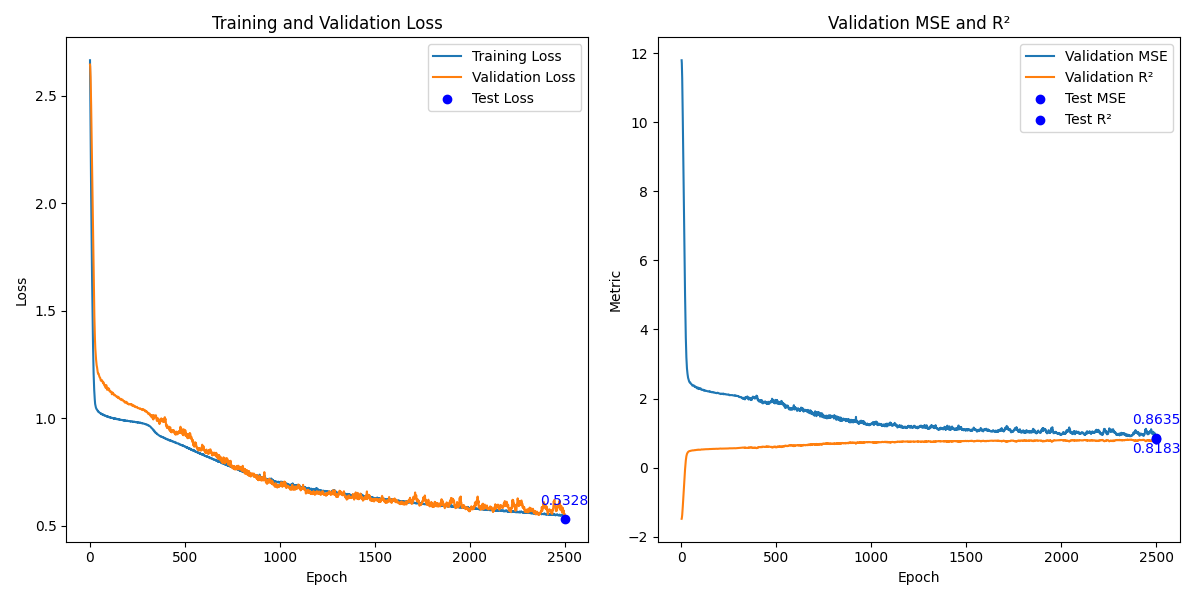 Training and Validation Loss
Training Loss
Validation Loss
Test Loss
2.5
2.0
1.5
1.0
0.5
Loss
0.5328
0
500
1000
1500
2000
2500
Epoch
Validation MSE and R²
Validation MSE
Validation R²
Test MSE
Test R²
12
10
8
6
4
2
0
−2
Metric
0.8635
0.8183
0
500
1000
1500
2000
2500
Epoch